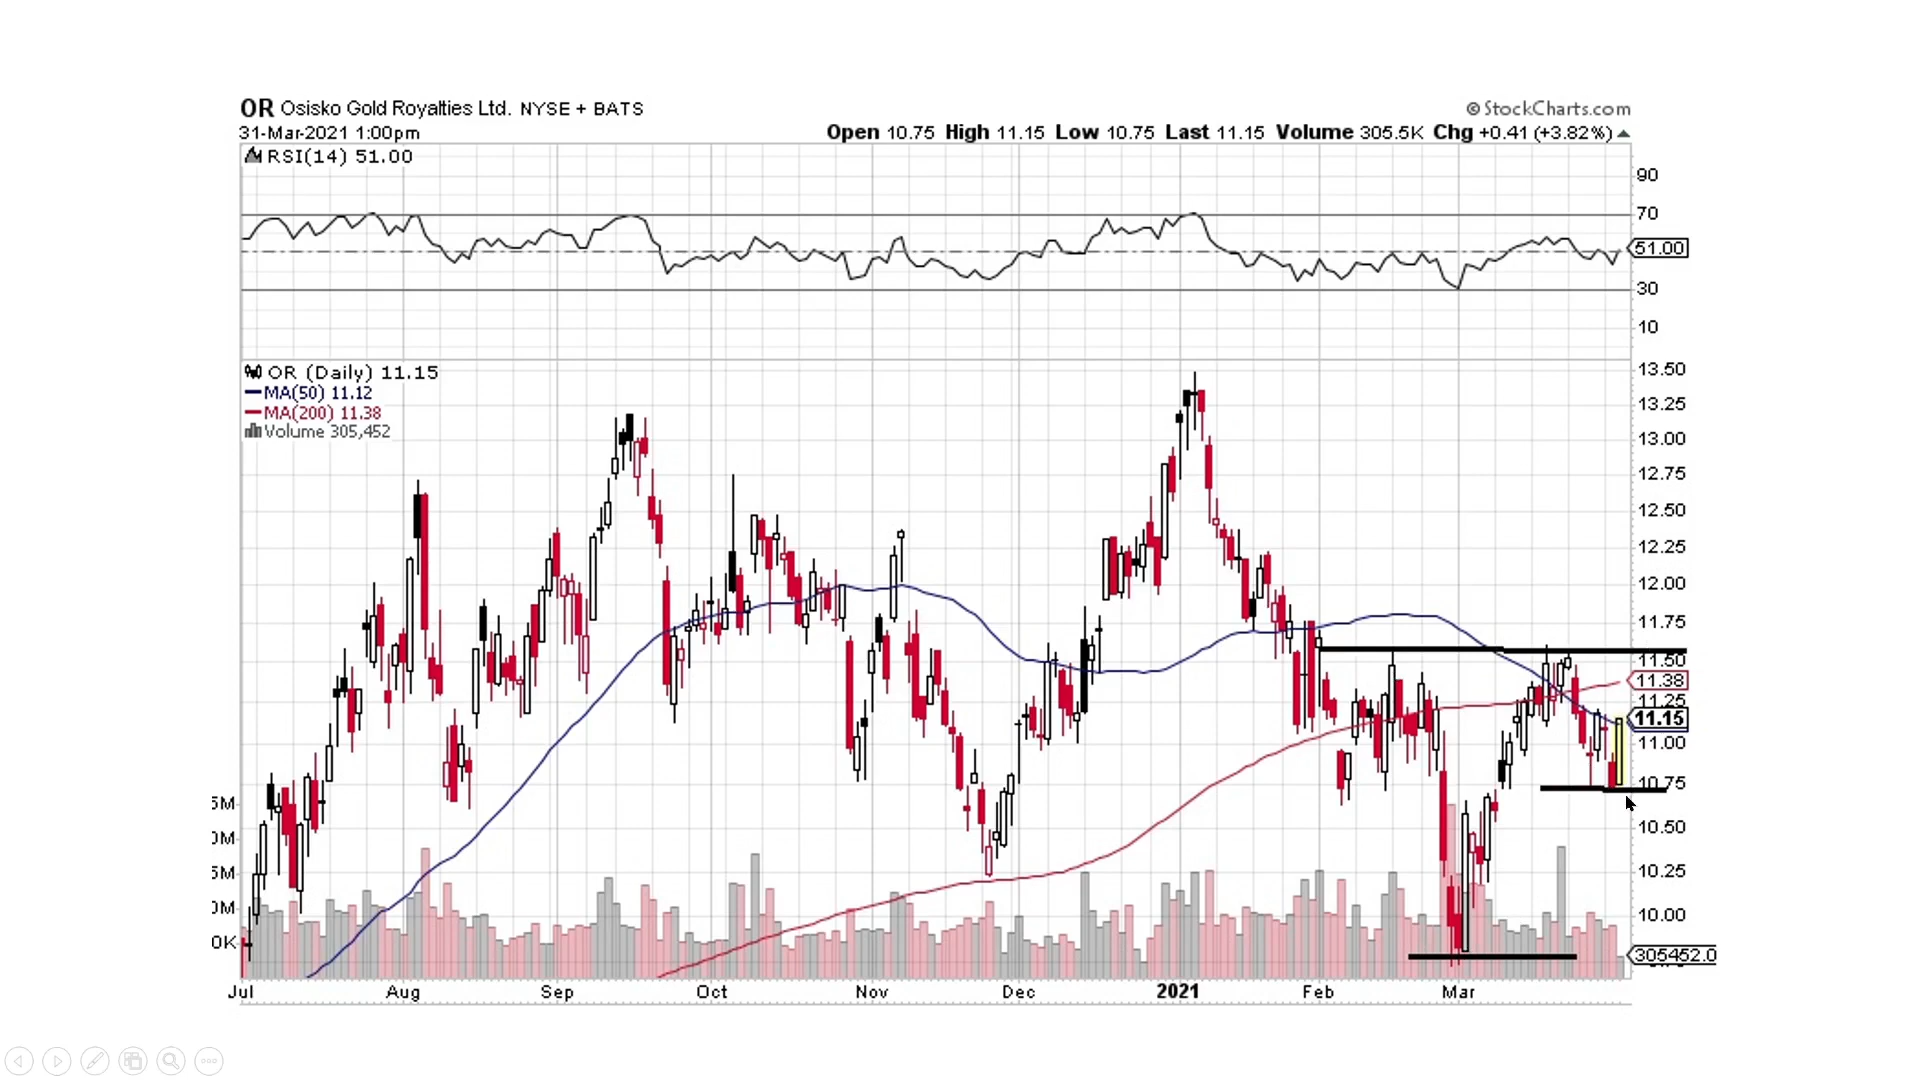 OR Osisko Gold Royalties Ltd. NYSE + BATS
© StockCharts.com
31-Mar-2021 1:00pm
Open 10.75 High 11.15 Low 10.75 Last 11.15 Volume 305.5K Chg +0.41 (+3.82%)
RSI(14) 51.00
90
70
51.00
30
10
OR (Daily) 11.15
MA(50) 11.12
MA(200) 11.38
Volume 305,452
13.50
13.25
13.00
12.75
12.50
12.25
12.00
11.75
11.50
11.38
11.25
11.15
11.00
10.75
10.50
10.25
10.00
305452.0
5M
0M
5M
0M
0K
Jul Aug Sep Oct Nov Dec 2021 Feb Mar